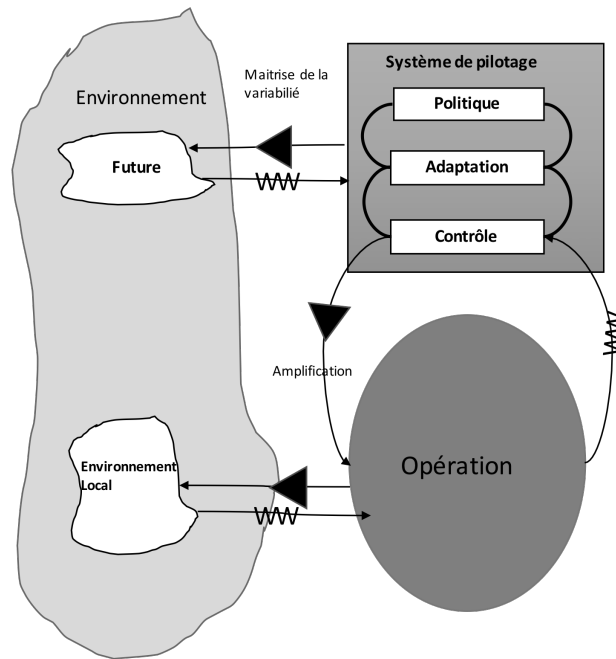 Système de pilotage
Maitrise de la
variabilié
Environnement
Politique
Future
Adaptation
Contrôle
Amplification
Environnement
Local
Opération